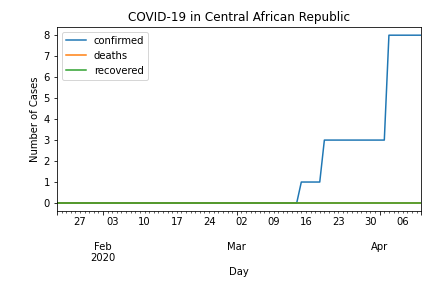 COVID-19 in Central African Republic
confirmed
deaths
recovered
Number of Cases
8
7
6
5
4
3
2
1
0
27 03 10 17 24 02 09 16 23 30 06
Feb Mar Apr
2020
Day